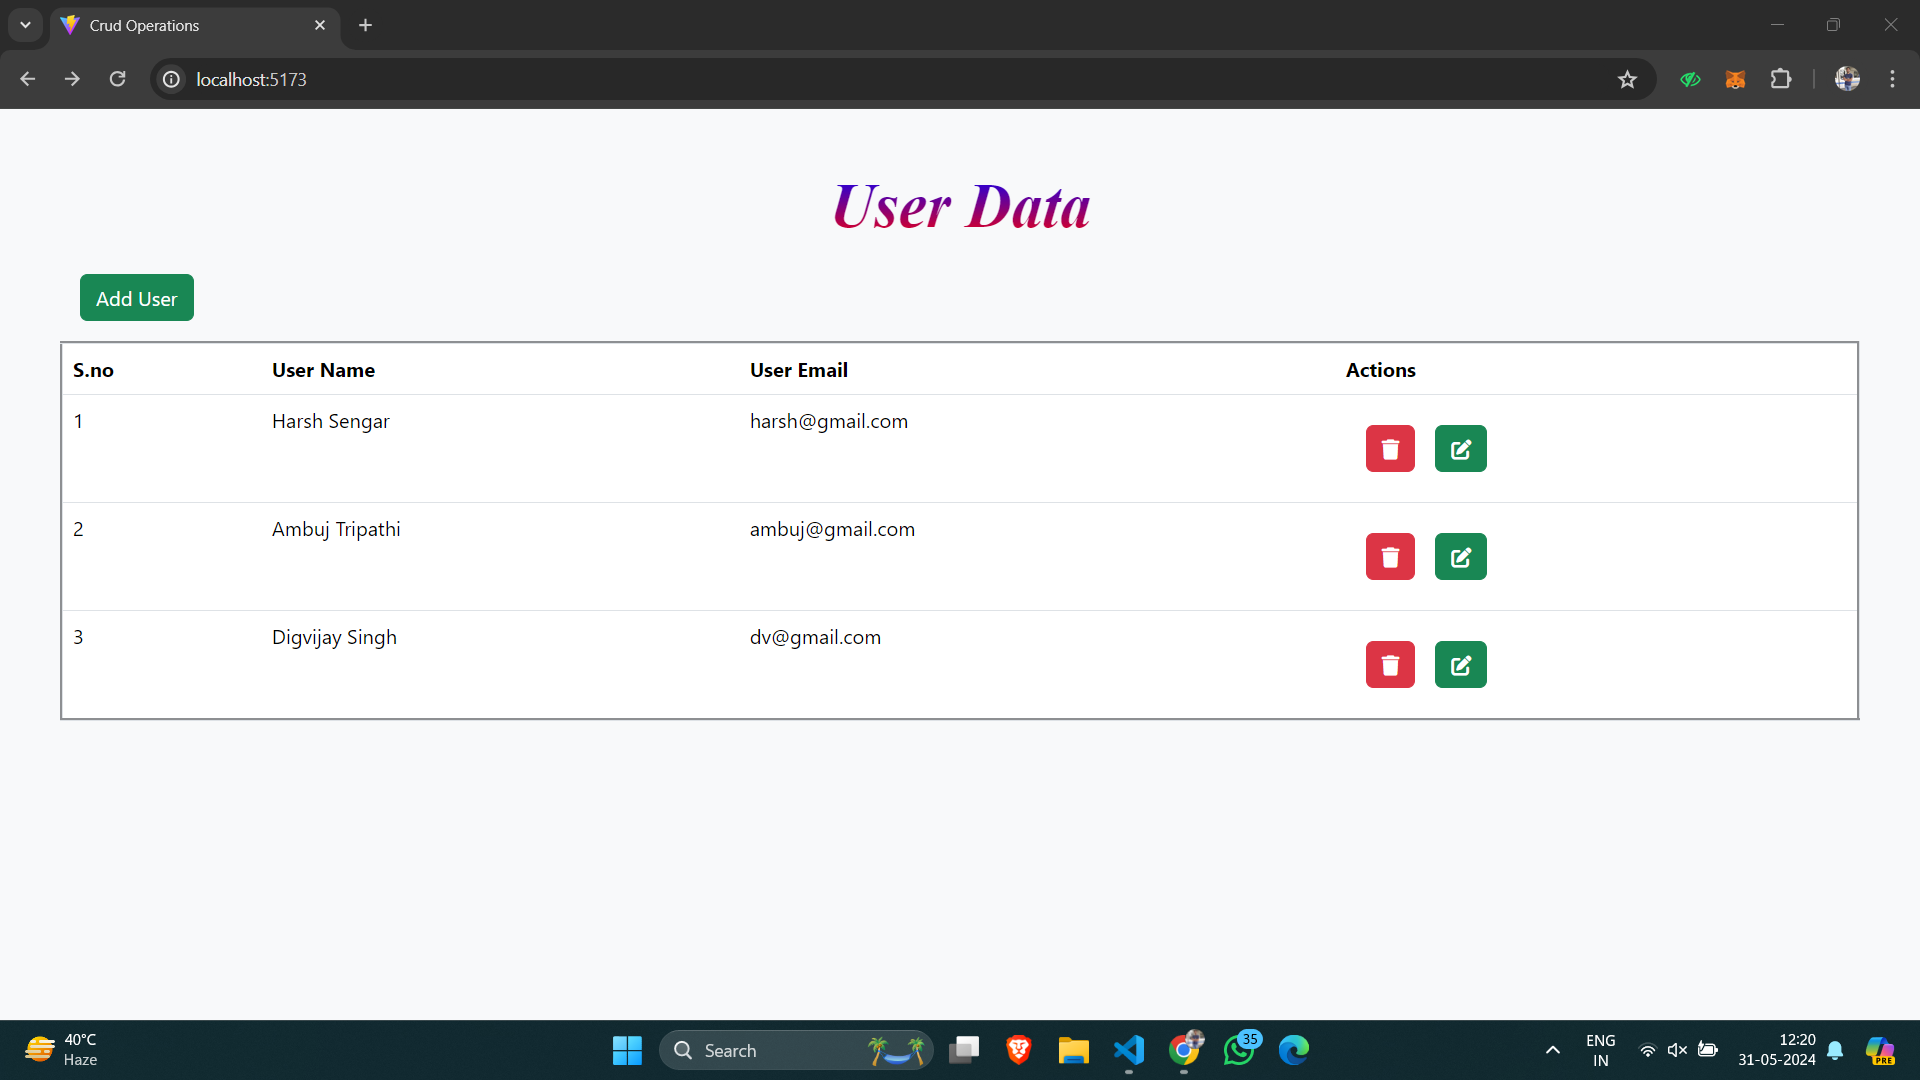 Crud Operations
localhost:5173
User Data
Add User
S.no User Name User Email Actions
1 Harsh Sengar harsh@gmail.com
2 Ambuj Tripathi ambuj@gmail.com
3 Digvijay Singh dv@gmail.com
40°C
Haze
Search
35
ENG
IN
12:20
31-05-2024
PRE